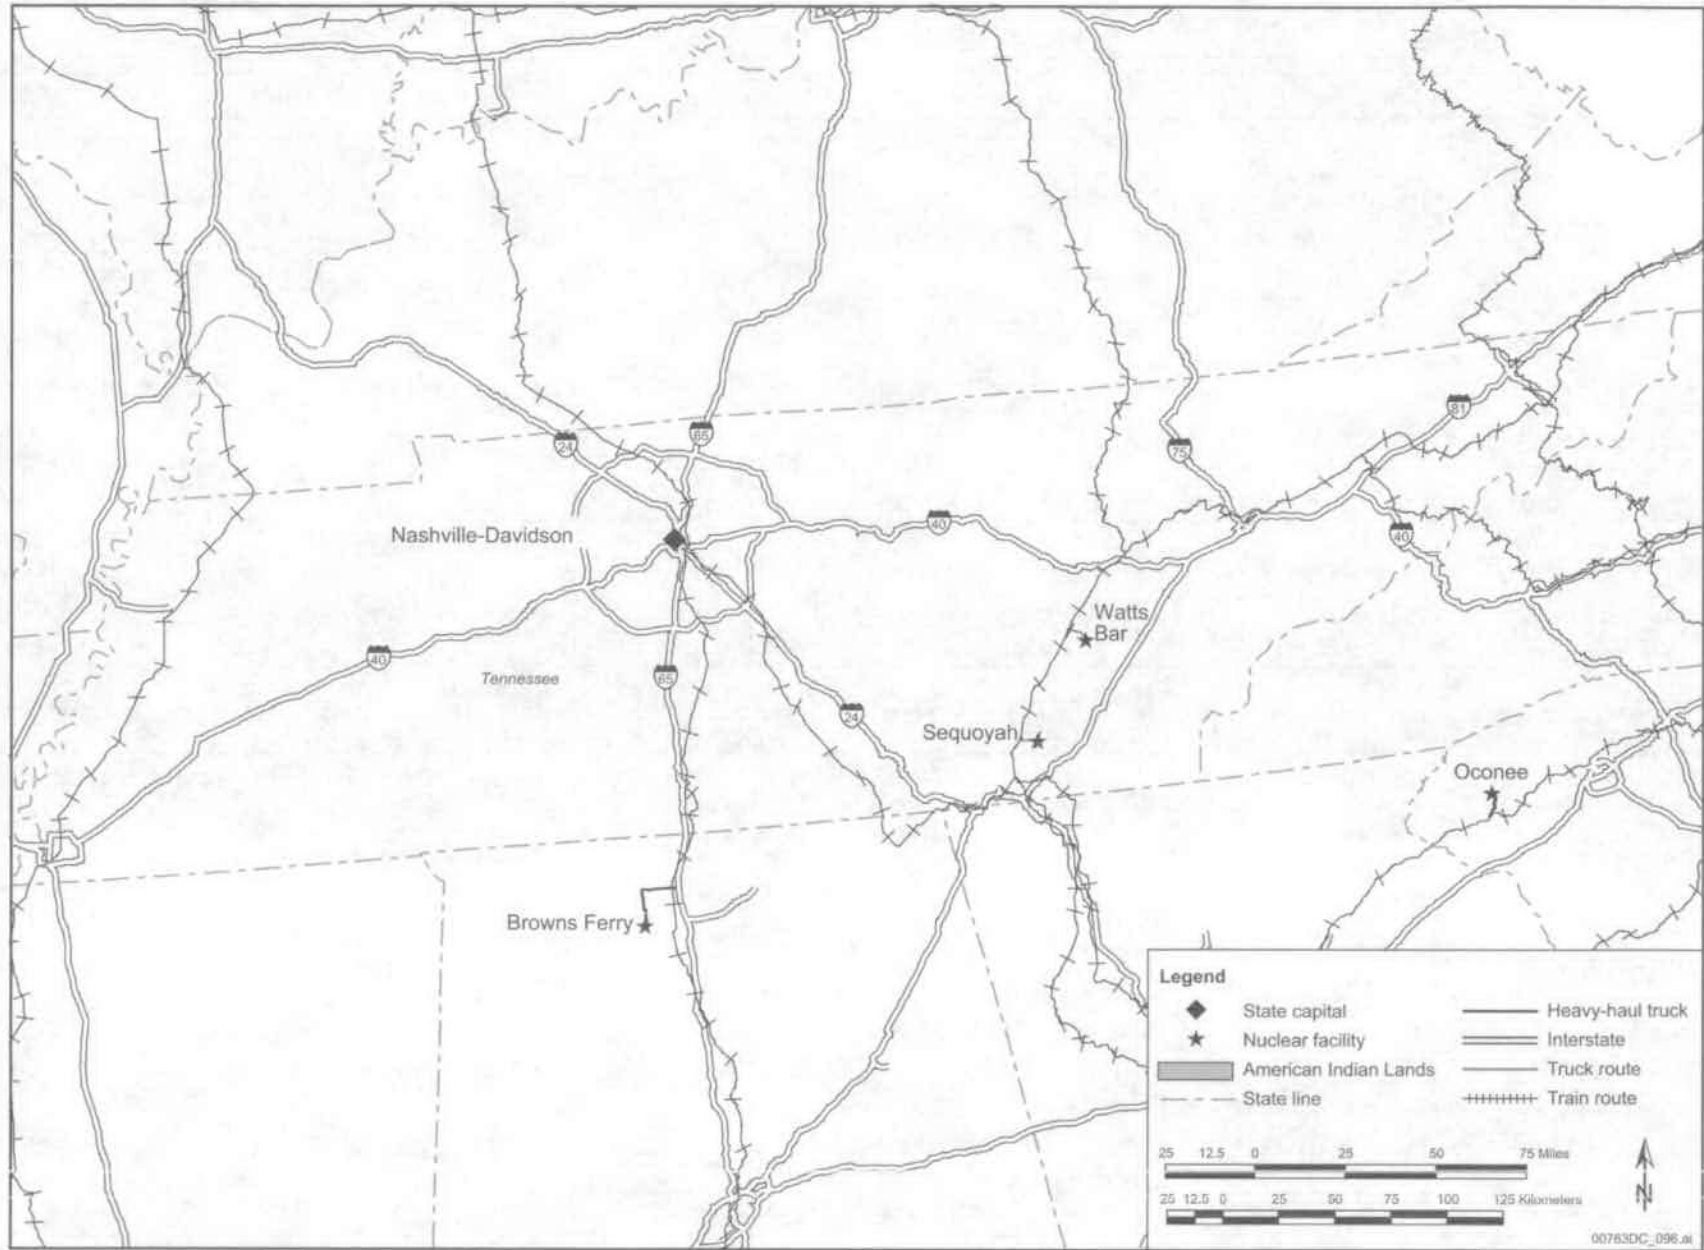 65
24
75
81
40
40
Nashville-Davidson
Watts
Bar
40
Tennessee
65
24
Sequoyah
Oconee
Browns Ferry
Legend
State capital
Nuclear facility
American Indian Lands
State line
Heavy-haul truck
Interstate
Truck route
Train route
25 12.5 0 25 50 75 Miles
25 12.5 0 25 50 75 100 125 Kilometers
N
00763DC_096.ai